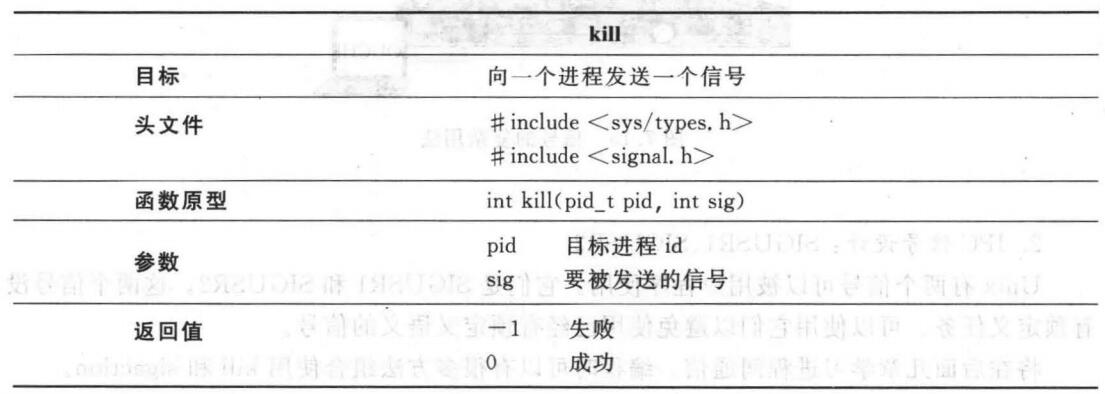 kill
目标 向一个进程发送一个信号
头文件 #include <sys/types.h>
#include <signal.h>
函数原型 int kill(pid_t pid, int sig)
参数 pid 目标进程 id
sig 要被发送的信号
返回值 -1 失败
0 成功